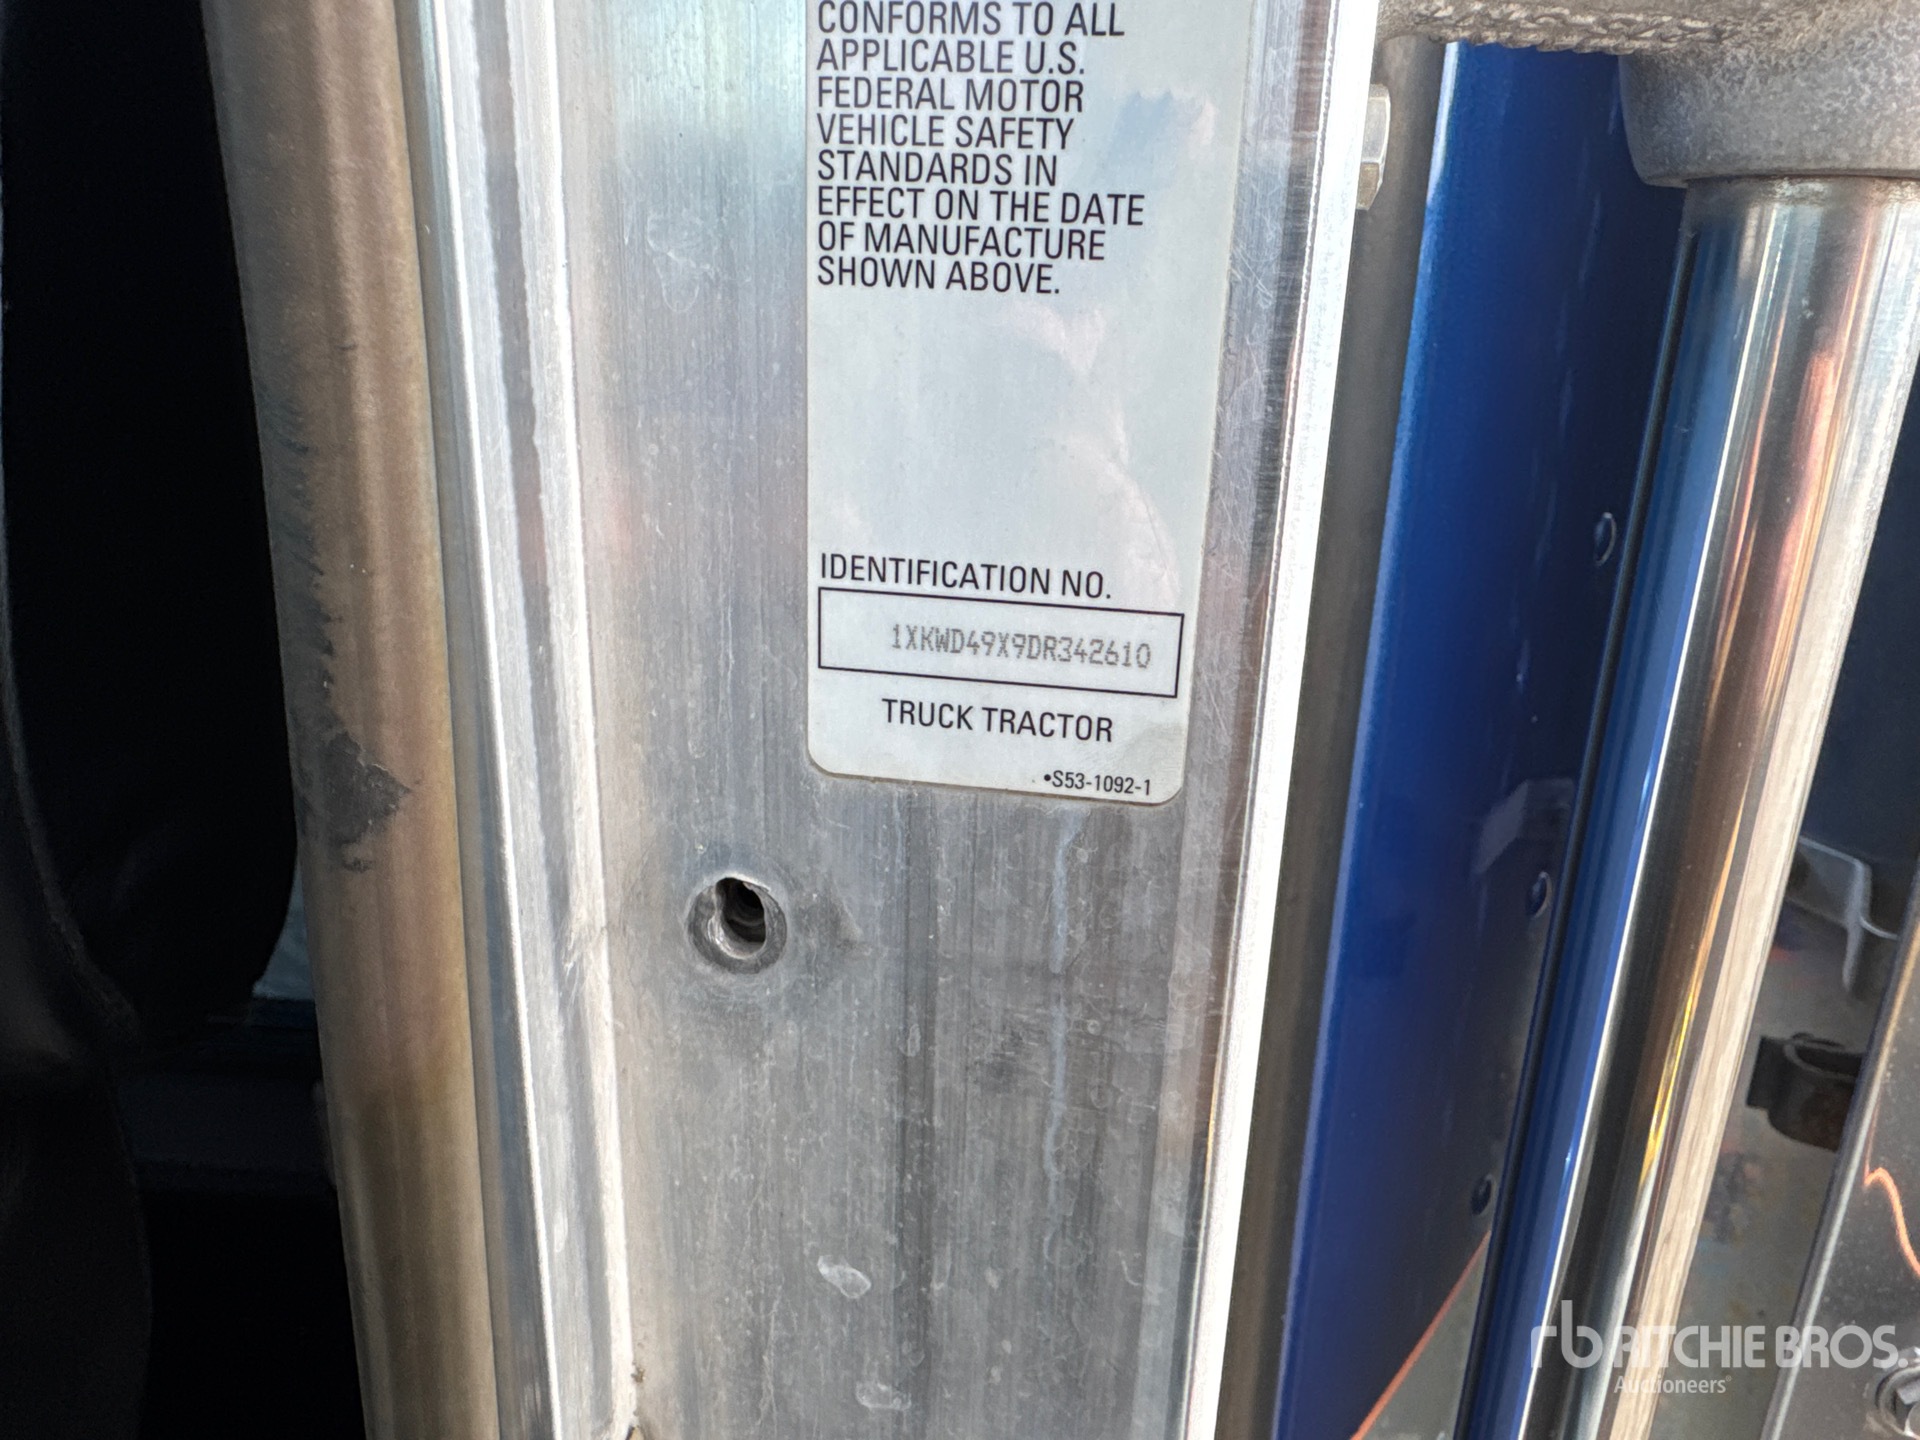 CONFORMS TO ALL
APPLICABLE U.S.
FEDERAL MOTOR
VEHICLE SAFETY
STANDARDS IN
EFFECT ON THE DATE
OF MANUFACTURE
SHOWN ABOVE.
IDENTIFICATION NO.
1XKWD49X9DR342610
TRUCK TRACTOR
•S53-1092-1
rb RITCHIE BROS.
Auctioneers